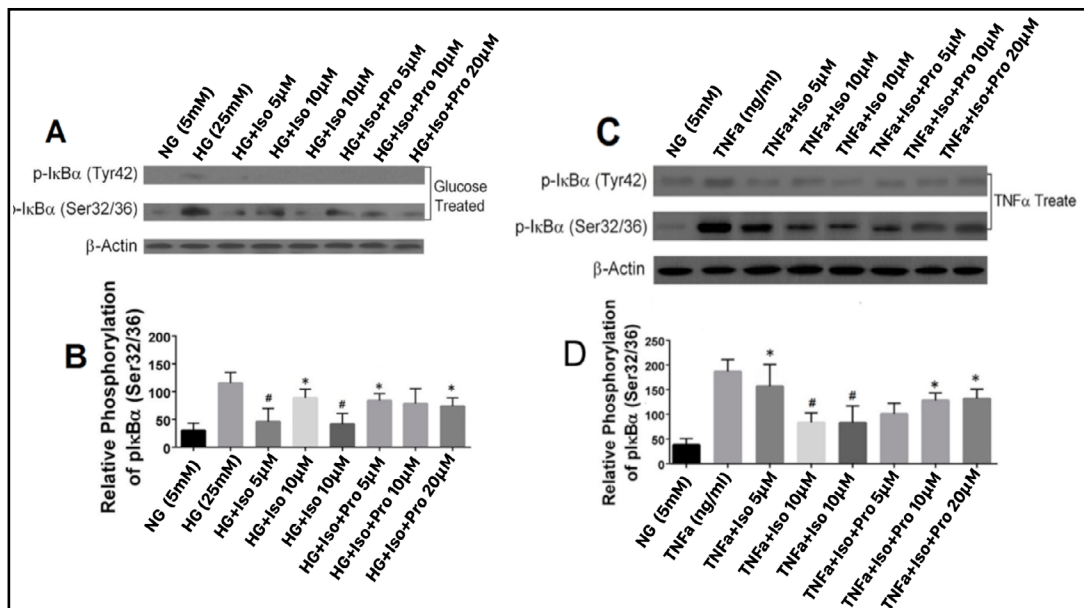 A
NG (5mM)
HG (25mM)
HG+Iso 5μM
HG+Iso 10μM
HG+Iso 10μM
HG+Iso+Pro 5μM
HG+Iso+Pro 10μM
HG+Iso+Pro 20μM
p-IκBα (Tyr42)
p-IκBα (Ser32/36)
β-Actin
Glucose
Treated
B
Relative Phosphorylation
of pIκBα (Ser32/36)
200
150
100
50
0
NG (5mM)
HG (25mM)
HG+Iso 5μM
HG+Iso 10μM
HG+Iso 10μM
HG+Iso+Pro 5μM
HG+Iso+Pro 10μM
HG+Iso+Pro 20μM
#
*
#
*
*
C
NG (5mM)
TNFa (ng/ml)
TNFa+Iso 5μM
TNFa+Iso 10μM
TNFa+Iso 10μM
TNFa+Iso+Pro 5μM
TNFa+Iso+Pro 10μM
TNFa+Iso+Pro 20μM
p-IκBα (Tyr42)
p-IκBα (Ser32/36)
β-Actin
TNFα Treate
D
Relative Phosphorylation
of pIκBα (Ser32/36)
250
200
150
100
50
0
*
#
#
*
*
NG (5mM)
TNFa (ng/ml)
TNFa+Iso 5μM
TNFa+Iso 10μM
TNFa+Iso 10μM
TNFa+Iso+Pro 5μM
TNFa+Iso+Pro 10μM
TNFa+Iso+Pro 20μM